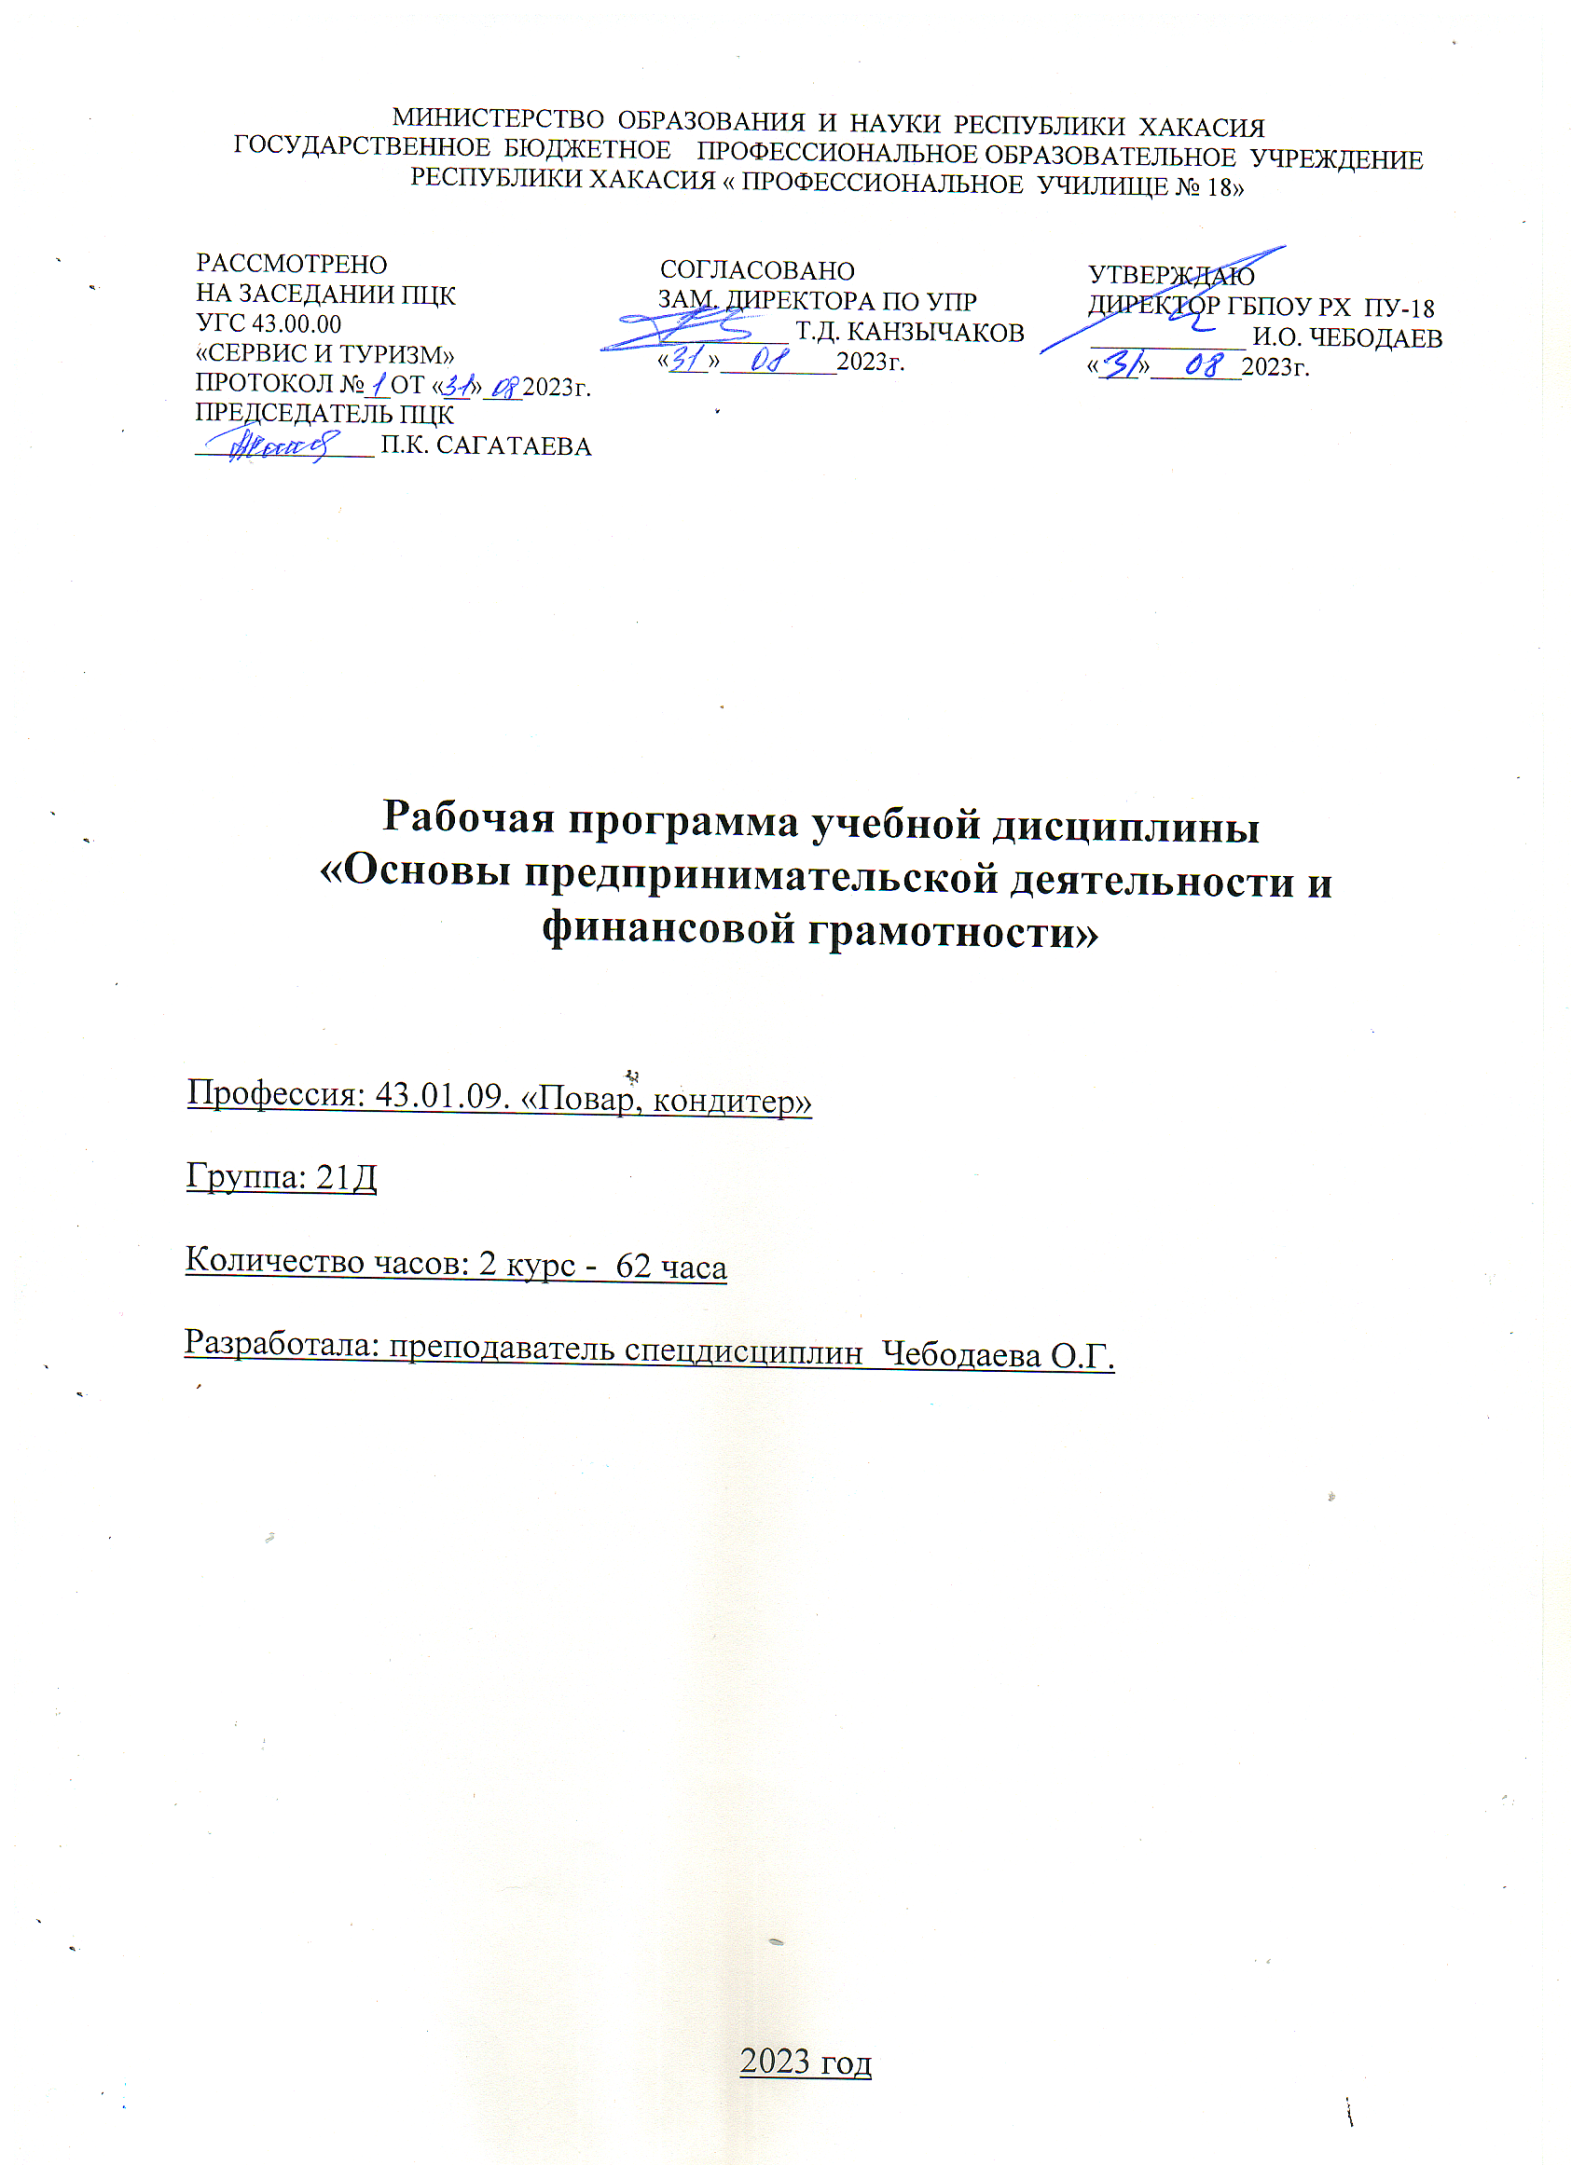 МИНИСТЕРСТВО ОБРАЗОВАНИЯ И НАУКИ РЕСПУБЛИКИ ХАКАСИЯ
ГОСУДАРСТВЕННОЕ БЮДЖЕТНОЕ ПРОФЕССИОНАЛЬНОЕ ОБРАЗОВАТЕЛЬНОЕ УЧРЕЖДЕНИЕ
РЕСПУБЛИКИ ХАКАСИЯ « ПРОФЕССИОНАЛЬНОЕ УЧИЛИЩЕ № 18»
РАССМОТРЕНО
НА ЗАСЕДАНИИ ПЦК
УГС 43.00.00
«СЕРВИС И ТУРИЗМ»
ПРОТОКОЛ № 1 ОТ «31» 08 2023г.
ПРЕДСЕДАТЕЛЬ ПЦК
П.К. САГАТАЕВА
СОГЛАСОВАНО
ЗАМ. ДИРЕКТОРА ПО УПР
Т.Д. КАНЗЫЧАКОВ
«31» 08 2023г.
УТВЕРЖДАЮ
ДИРЕКТОР ГБПОУ РХ ПУ-18
И.О. ЧЕБОДАЕВ
«31» 08 2023г.
Рабочая программа учебной дисциплины
«Основы предпринимательской деятельности и
финансовой грамотности»
Профессия: 43.01.09. «Повар, кондитер»
Группа: 21Д
Количество часов: 2 курс - 62 часа
Разработала: преподаватель спецдисциплин Чебодаева О.Г.
2023 год